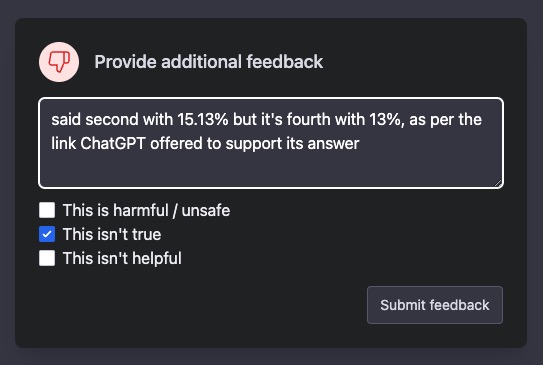 Provide additional feedback
said second with 15.13% but it's fourth with 13%, as per the
link ChatGPT offered to support its answer
This is harmful / unsafe
This isn't true
This isn't helpful
Submit feedback